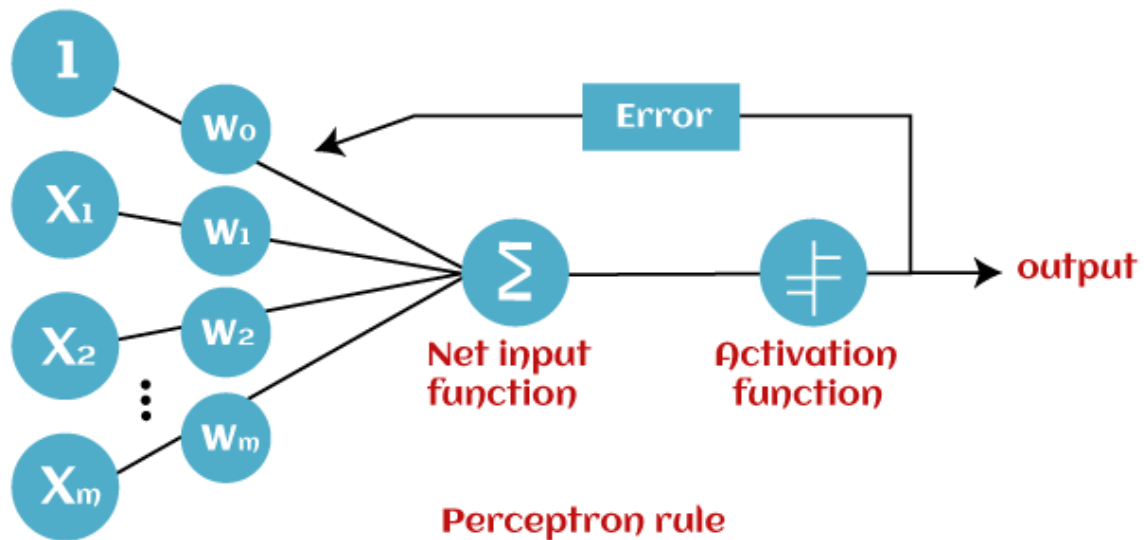 1
w0
Error
X1
w1
Σ
output
X2
w2
Net input
function
Activation
function
Xm
wm
Perceptron rule